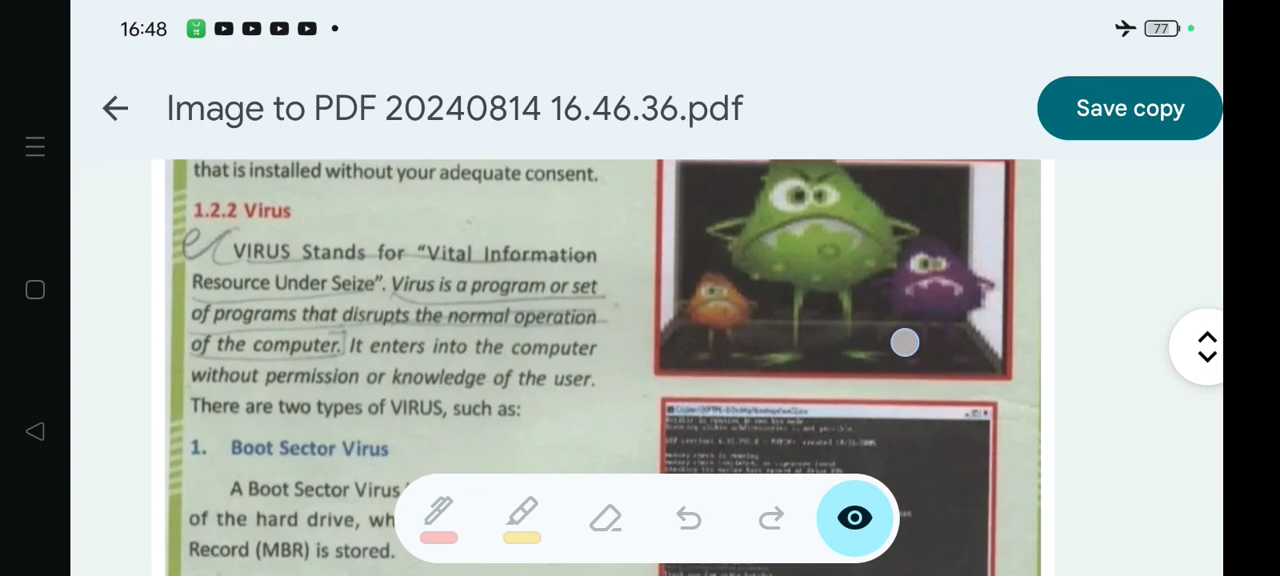 16:48
77
Image to PDF 20240814 16.46.36.pdf
Save copy
that is installed without your adequate consent.
1.2.2 Virus
VIRUS Stands for “Vital Information
Resource Under Seize”. Virus is a program or set
of programs that disrupts the normal operation
of the computer. It enters into the computer
without permission or knowledge of the user.
There are two types of VIRUS, such as:
1. Boot Sector Virus
A Boot Sector Virus
of the hard drive, wh
Record (MBR) is stored.